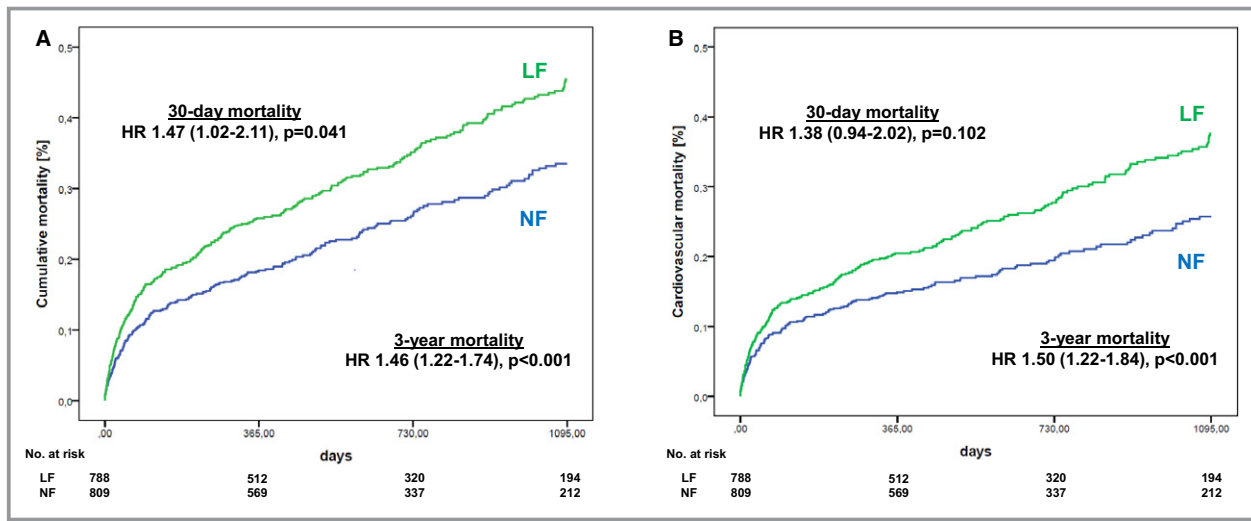 A
0,5
0,4
0,3
0,2
0,1
0,0
Cumulative mortality [%]
30-day mortality
HR 1.47 (1.02-2.11), p=0.041
LF
NF
3-year mortality
HR 1.46 (1.22-1.74), p<0.001
,00 365,00 730,00 1095,00
days
No. at risk
LF 788 512 320 194
NF 809 569 337 212
B
0,5
0,4
0,3
0,2
0,1
0,0
Cardiovascular mortality [%]
30-day mortality
HR 1.38 (0.94-2.02), p=0.102
LF
NF
3-year mortality
HR 1.50 (1.22-1.84), p<0.001
,00 365,00 730,00 1095,00
days
No. at risk
LF 788 512 320 194
NF 809 569 337 212